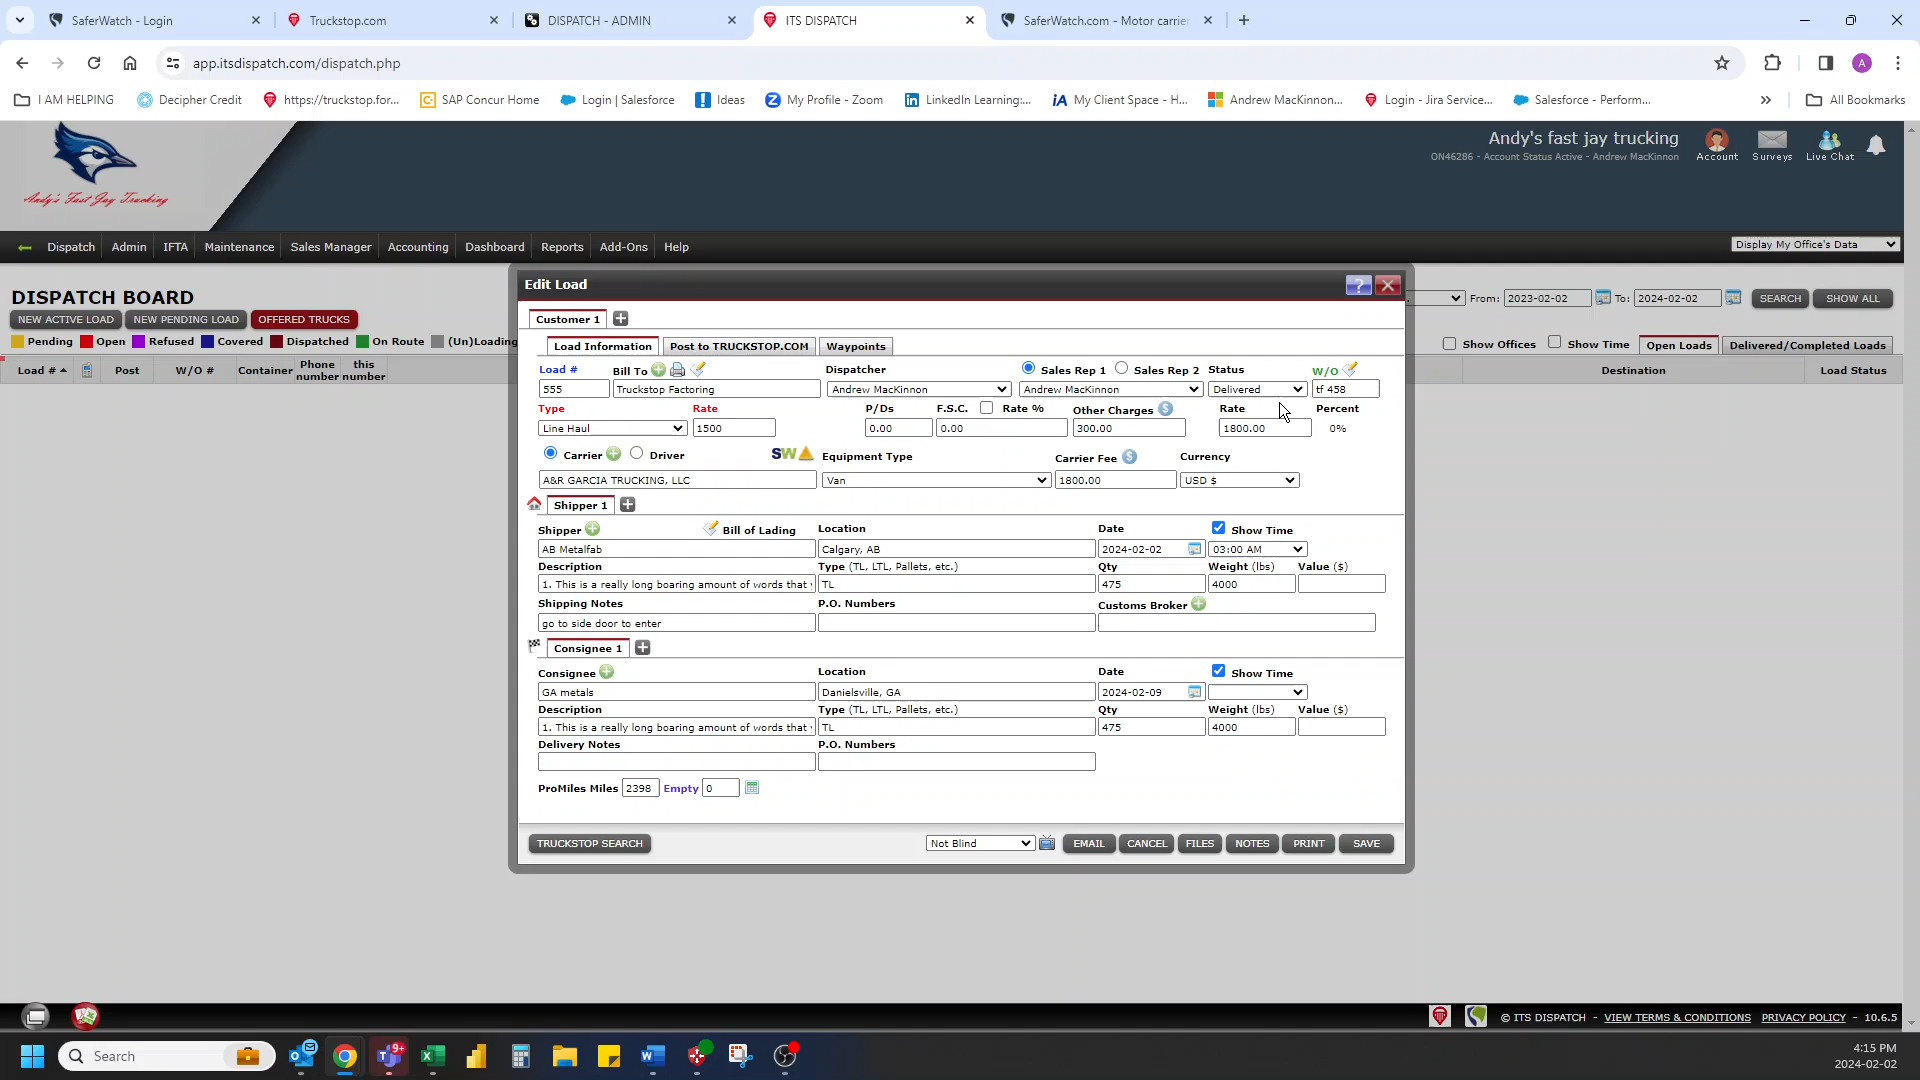 SaferWatch - Login
Truckstop.com
DISPATCH - ADMIN
ITS DISPATCH
SaferWatch.com - Motor carrier
app.itsdispatch.com/dispatch.php
A
I AM HELPING
Decipher Credit
https://truckstop.for...
SAP Concur Home
Login | Salesforce
Ideas
My Profile - Zoom
LinkedIn Learning:...
My Client Space - H...
Andrew MacKinnon...
Login - Jira Service...
Salesforce - Perform...
All Bookmarks
Andy's Fast Jay Trucking
Andy's fast jay trucking
ON46286 - Account Status Active - Andrew MacKinnon
Account
Surveys
Live Chat
Dispatch
Admin
IFTA
Maintenance
Sales Manager
Accounting
Dashboard
Reports
Add-Ons
Help
Display My Office's Data
DISPATCH BOARD
From: 2023-02-02 To: 2024-02-02 SEARCH SHOW ALL
NEW ACTIVE LOAD NEW PENDING LOAD OFFERED TRUCKS
Pending Open Refused Covered Dispatched On Route (Un)Loading
Show Offices Show Time Open Loads Delivered/Completed Loads
Load # Post W/O # Container Phone number this number Destination Load Status
Edit Load
?
Customer 1
Load Information Post to TRUCKSTOP.COM Waypoints
Load # Bill To Dispatcher Sales Rep 1 Sales Rep 2 Status W/O
555 Truckstop Factoring Andrew MacKinnon Andrew MacKinnon Delivered tf 458
Type Rate P/Ds F.S.C. Rate % Other Charges Rate Percent
Line Haul 1500 0.00 0.00 300.00 1800.00 0%
Carrier Driver SW Equipment Type Carrier Fee Currency
A&R GARCIA TRUCKING, LLC Van 1800.00 USD $
Shipper 1
Shipper Bill of Lading Location Date Show Time
AB Metalfab Calgary, AB 2024-02-02 03:00 AM
Description Type (TL, LTL, Pallets, etc.) Qty Weight (lbs) Value ($)
1. This is a really long boaring amount of words that TL 475 4000
Shipping Notes P.O. Numbers Customs Broker
go to side door to enter
Consignee 1
Consignee Location Date Show Time
GA metals Danielsville, GA 2024-02-09
Description Type (TL, LTL, Pallets, etc.) Qty Weight (lbs) Value ($)
1. This is a really long boaring amount of words that TL 475 4000
Delivery Notes P.O. Numbers
ProMiles Miles 2398 Empty 0
TRUCKSTOP SEARCH Not Blind EMAIL CANCEL FILES NOTES PRINT SAVE
© ITS DISPATCH - VIEW TERMS & CONDITIONS PRIVACY POLICY - 10.6.5
Search
9+
4:15 PM
2024-02-02